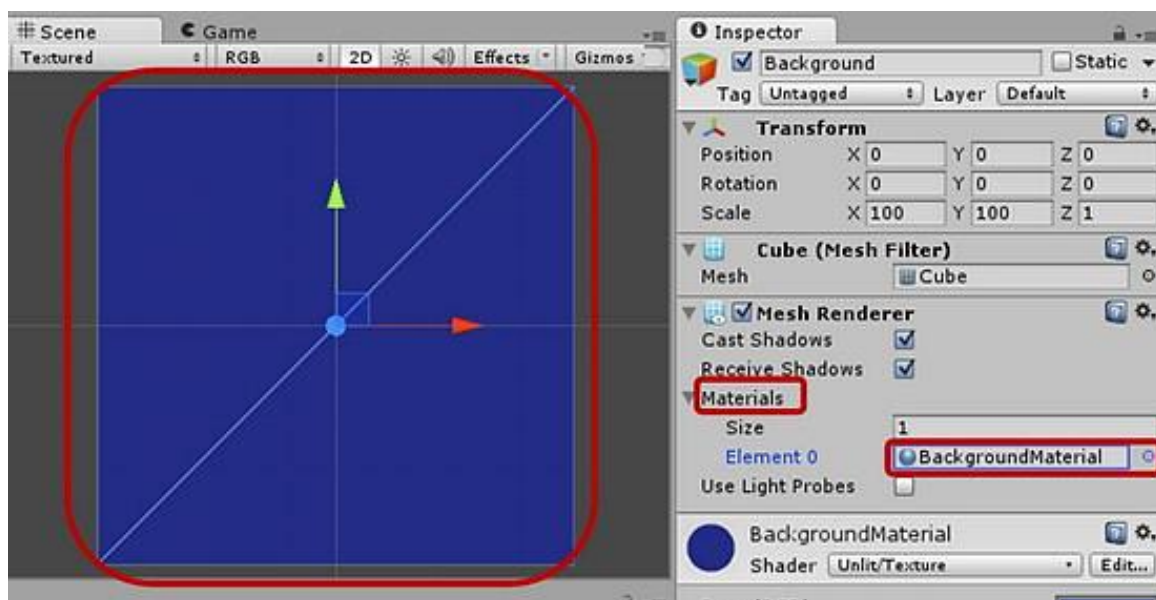 Scene Game
Textured RGB 2D Effects Gizmos
Inspector
Background Static
Tag Untagged Layer Default
Transform
Position X 0 Y 0 Z 0
Rotation X 0 Y 0 Z 0
Scale X 100 Y 100 Z 1
Cube (Mesh Filter)
Mesh Cube
Mesh Renderer
Cast Shadows
Receive Shadows
Materials
Size 1
Element 0 BackgroundMaterial
Use Light Probes
BackgroundMaterial
Shader Unlit/Texture Edit...